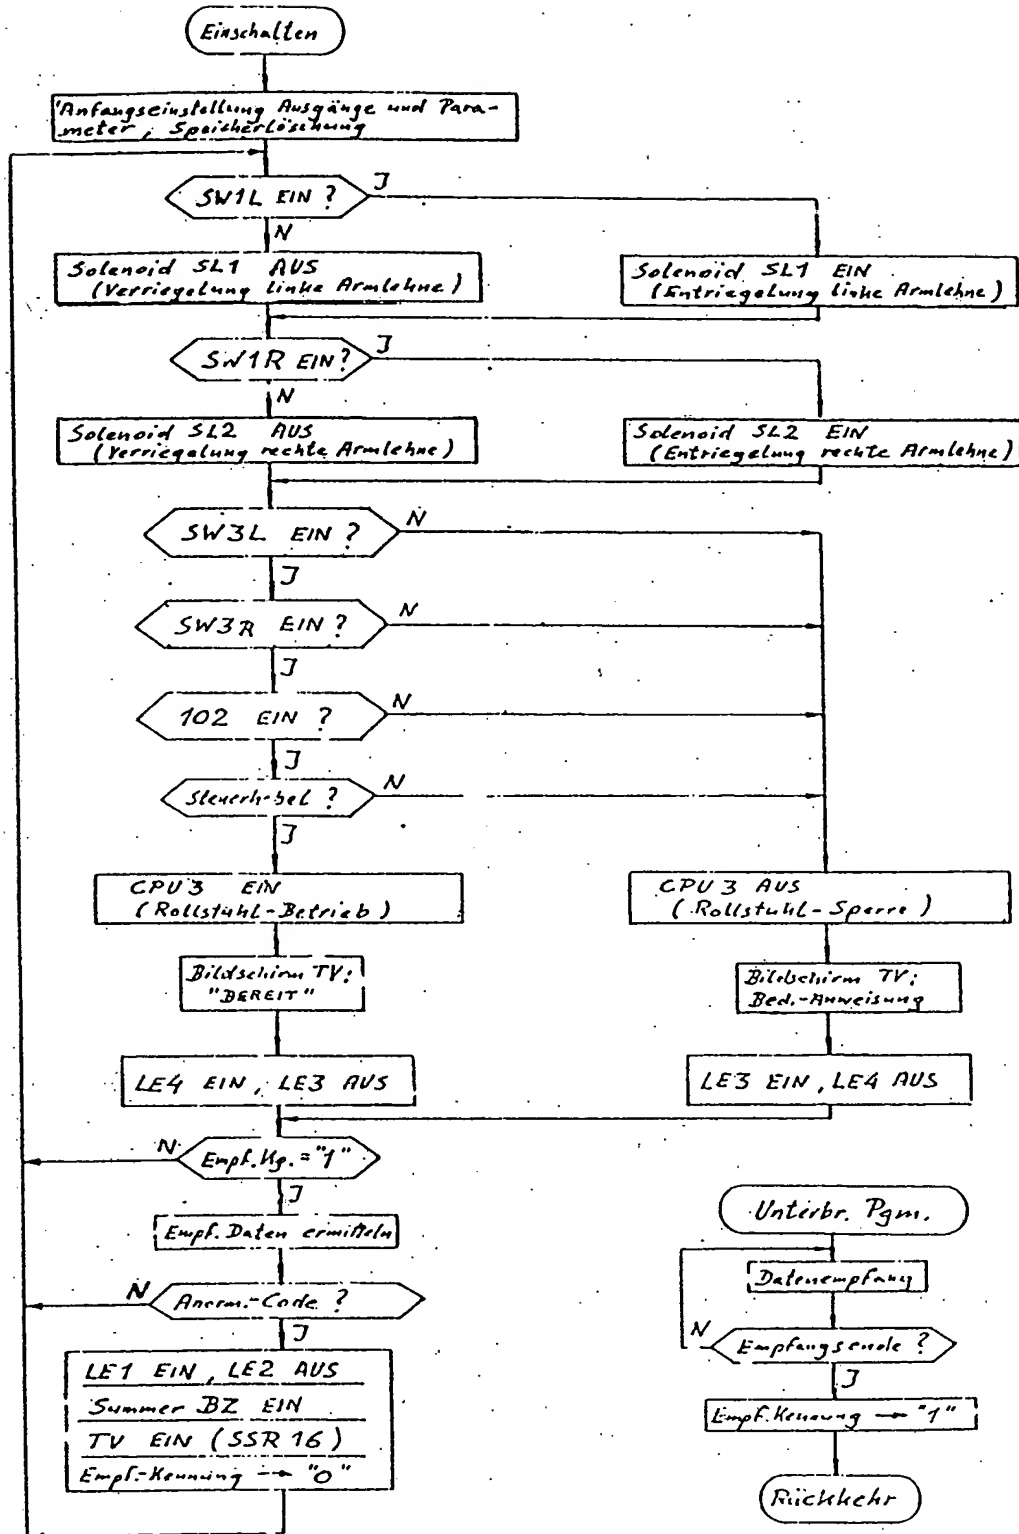 Einschalten
Anfangseinstellung Ausgänge und Para-
meter, Speicherlöschung
SW1L EIN ?
J
N
Solenoid SL1 AUS
(Verriegelung linke Armlehne)
Solenoid SL1 EIN
(Entriegelung linke Armlehne)
SW1R EIN?
J
N
Solenoid SL2 AUS
(Verriegelung rechte Armlehne)
Solenoid SL2 EIN
(Entriegelung rechte Armlehne)
SW3L EIN ?
N
J
SW3R EIN ?
N
J
102 EIN ?
N
J
Steuerhebel ?
N
J
CPU3 EIN
(Rollstuhl-Betrieb)
CPU3 AUS
(Rollstuhl-Sperre)
Bildschirm TV:
"BEREIT"
Bildschirm TV:
Bed.-Anweisung
LE4 EIN, LE3 AUS
LE3 EIN, LE4 AUS
N
Empf.Kg. = "1"
J
Empf. Daten ermitteln
N
Anorm.-Code ?
J
LE1 EIN, LE2 AUS
Summer BZ EIN
TV EIN (SSR 16)
Empf.-Kennung → "0"
Unterbr. Pgm.
Datenempfang
N
Empfangsende ?
J
Empf. Kennung → "1"
Rückkehr